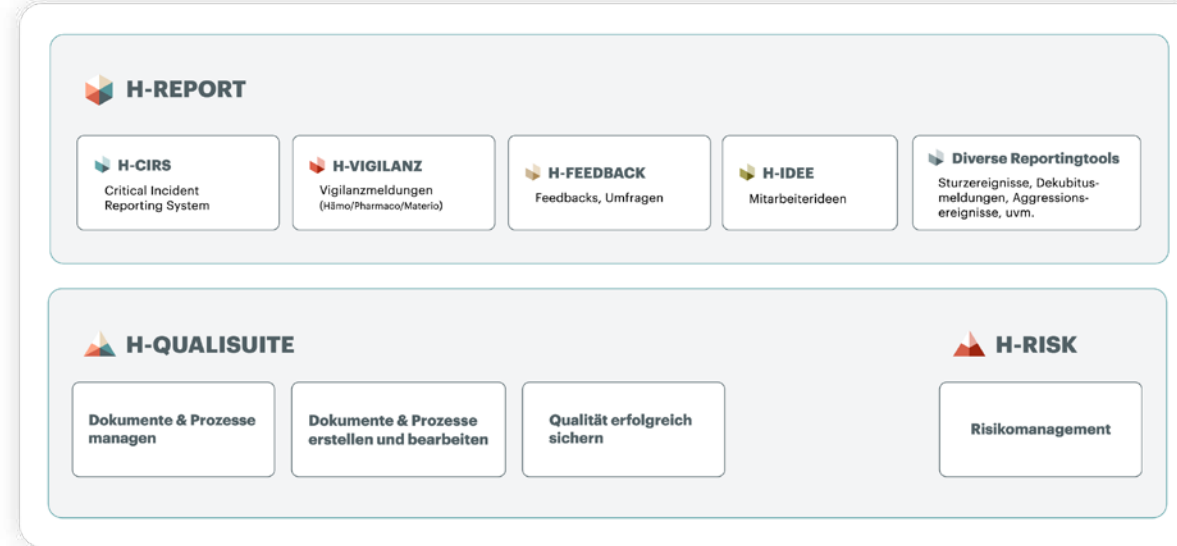 H-REPORT
H-CIRS
Critical Incident
Reporting System
H-VIGILANZ
Vigilanzmeldungen
(Hämo/Pharmaco/Materio)
H-FEEDBACK
Feedbacks, Umfragen
H-IDEE
Mitarbeiterideen
Diverse Reportingtools
Sturzereignisse, Dekubitus-
meldungen, Aggressions-
ereignisse, uvm.
H-QUALISUITE
Dokumente & Prozesse
managen
Dokumente & Prozesse
erstellen und bearbeiten
Qualität erfolgreich
sichern
H-RISK
Risikomanagement